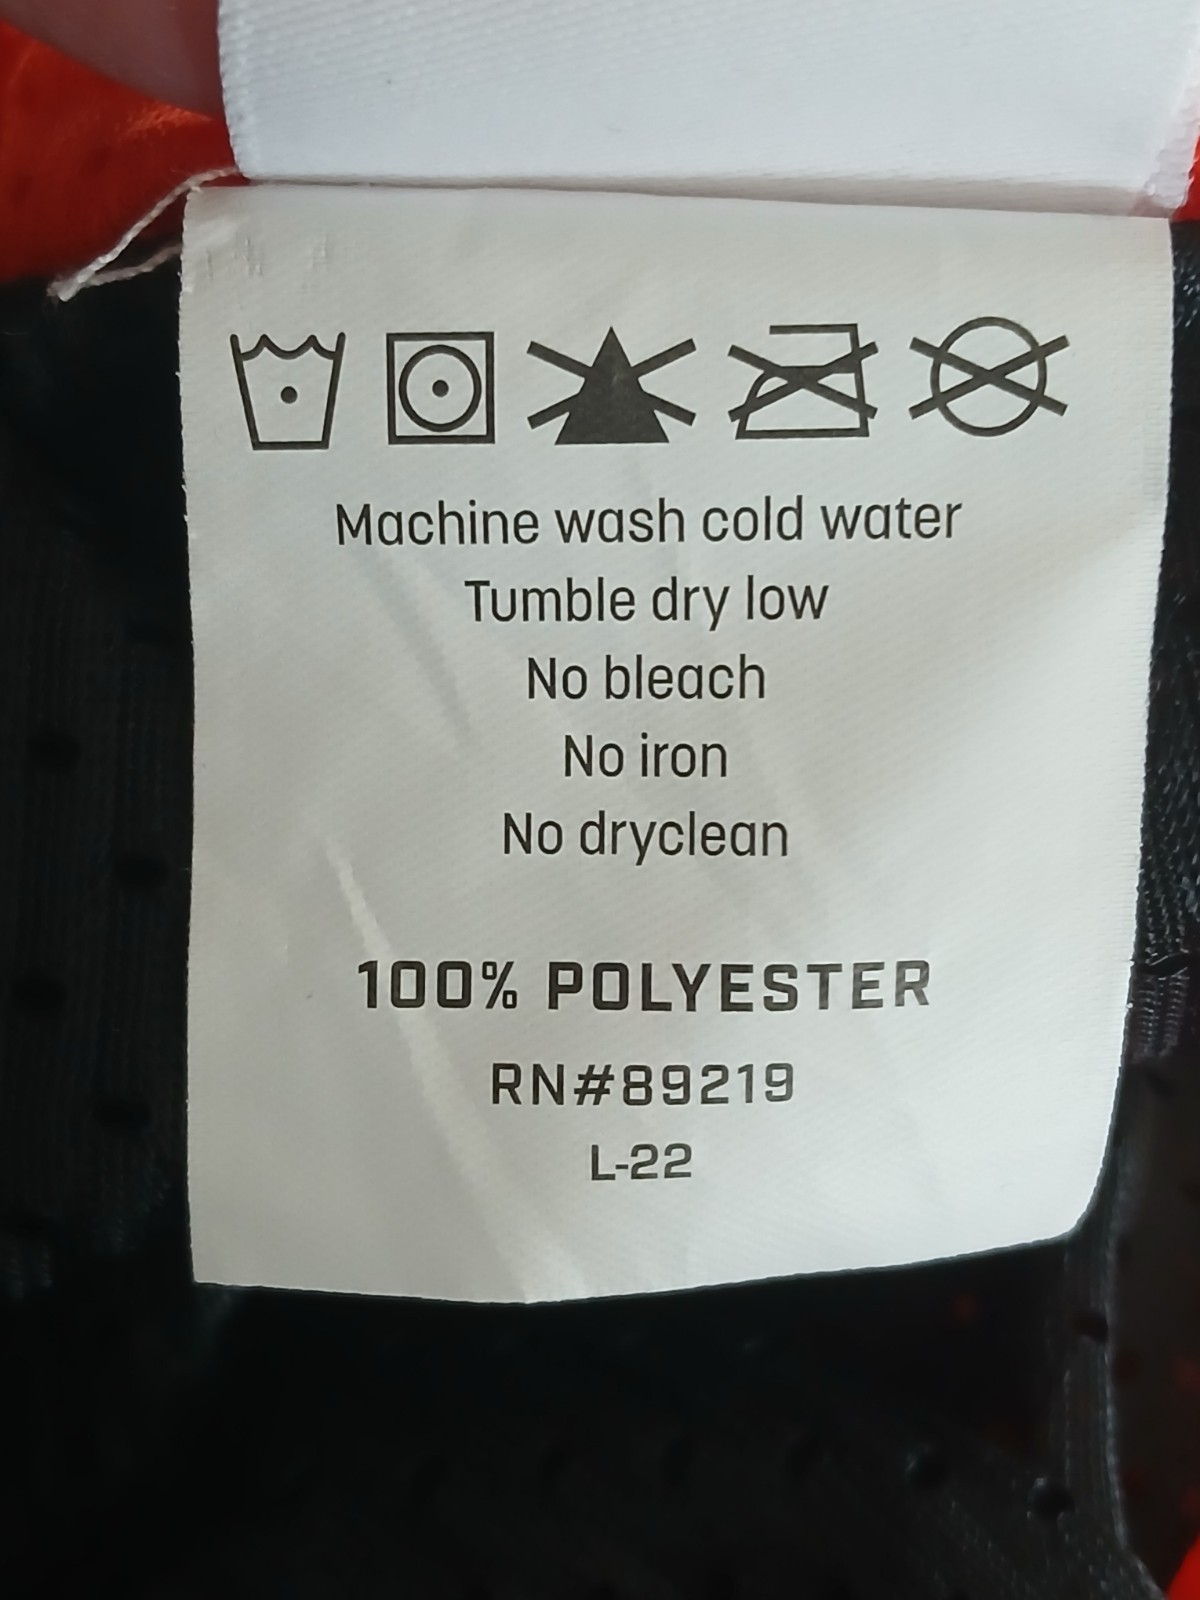 Machine wash cold water
Tumble dry low
No bleach
No iron
No dryclean
100% POLYESTER
RN#89219
L-22